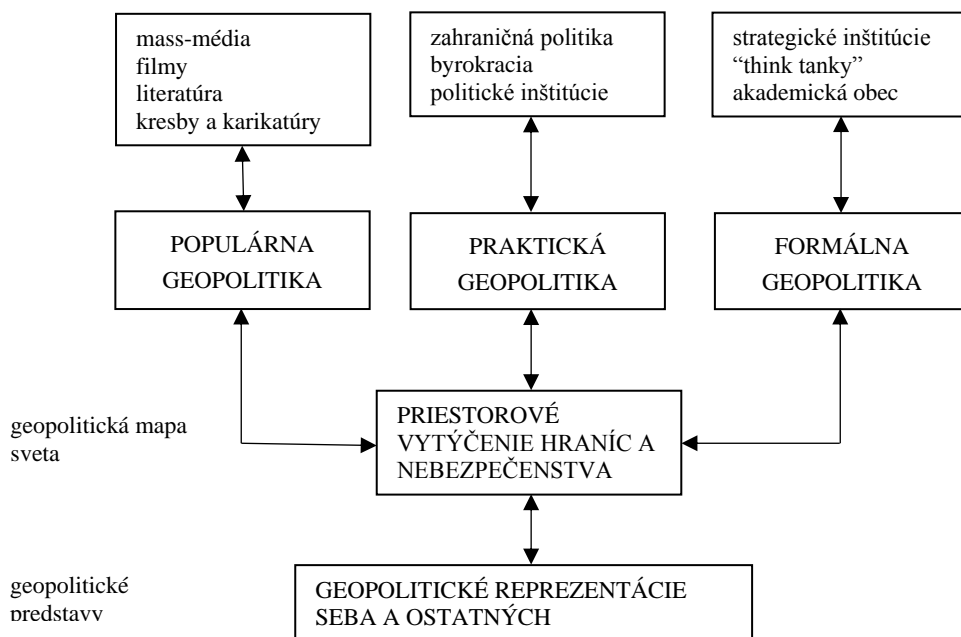 mass-média
filmy
literatúra
kresby a karikatúry
zahraničná politika
byrokracia
politické inštitúcie
strategické inštitúcie
“think tanky”
akademická obec
POPULÁRNA
GEOPOLITIKA
PRAKTICKÁ
GEOPOLITIKA
FORMÁLNA
GEOPOLITIKA
geopolitická mapa
sveta
PRIESTOROVÉ
VYTÝČENIE HRANÍC A
NEBEZPEČENSTVA
geopolitické
predstavy
GEOPOLITICKÉ REPREZENTÁCIE
SEBA A OSTATNÝCH